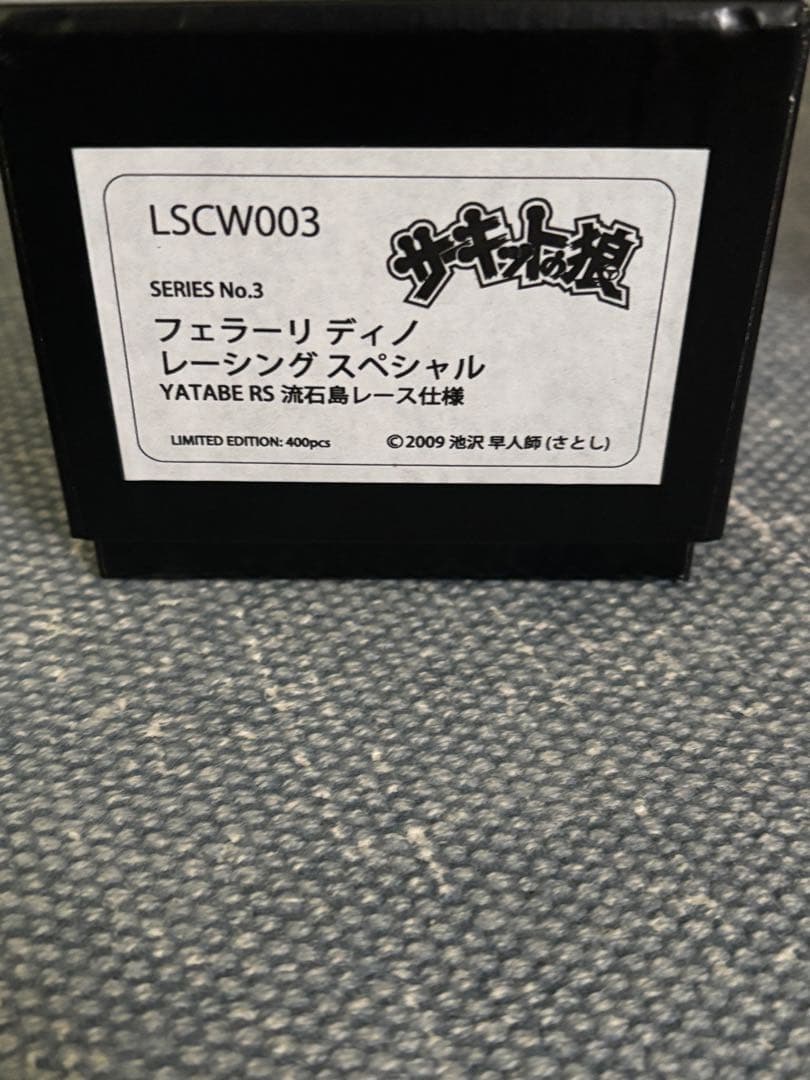 LSCW003
サーキットの狼
SERIES No.3
フェラーリ ディノ
レーシング スペシャル
YATABE RS 流石島レース仕様
LIMITED EDITION: 400pcs
©2009 池沢 早人師 (さとし)